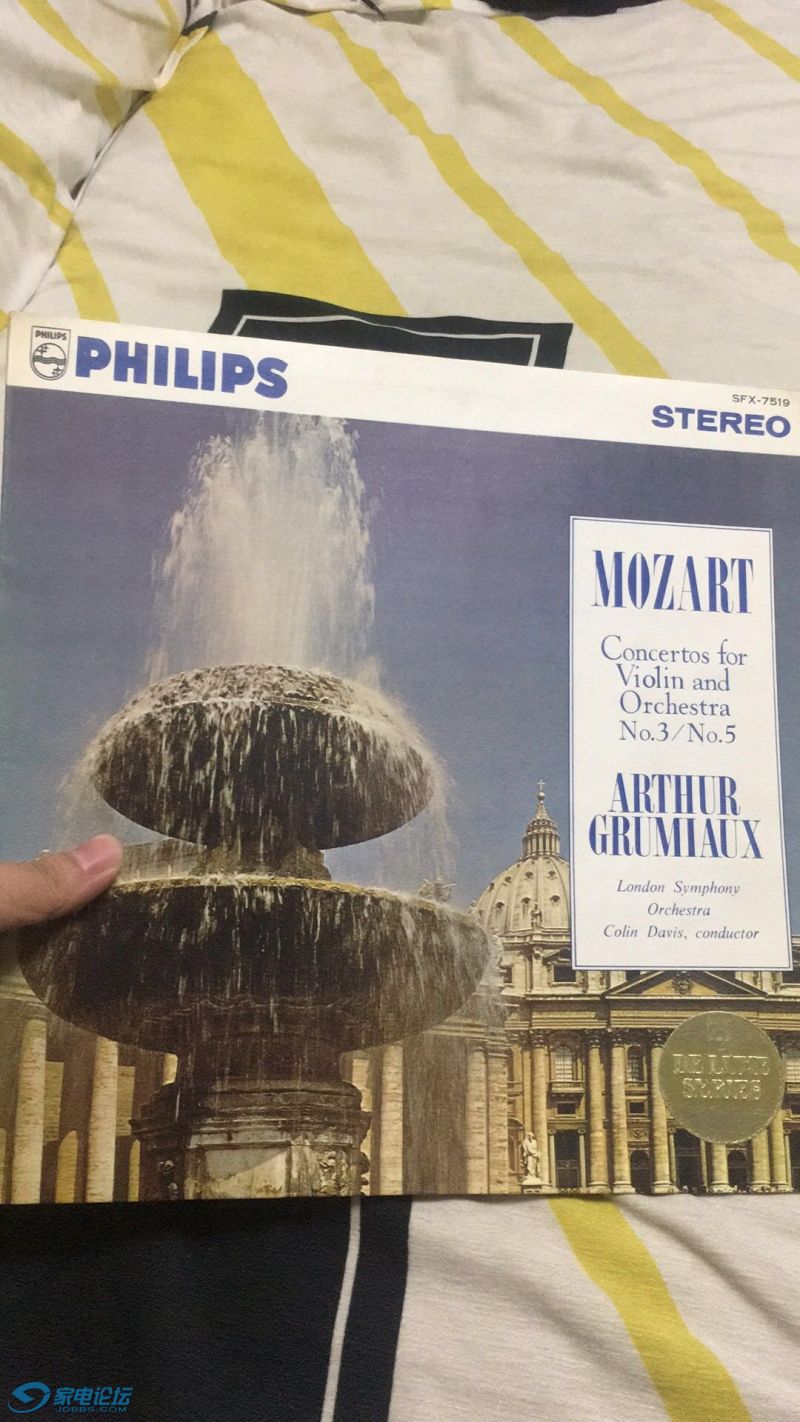 PHILIPS
PHILIPS
SFX-7519
STEREO
MOZART
Concertos for
Violin and
Orchestra
No.3/No.5
ARTHUR
GRUMIAUX
London Symphony
Orchestra
Colin Davis, conductor
DE LUXE
SERIES
家电论坛
JDBBS.COM